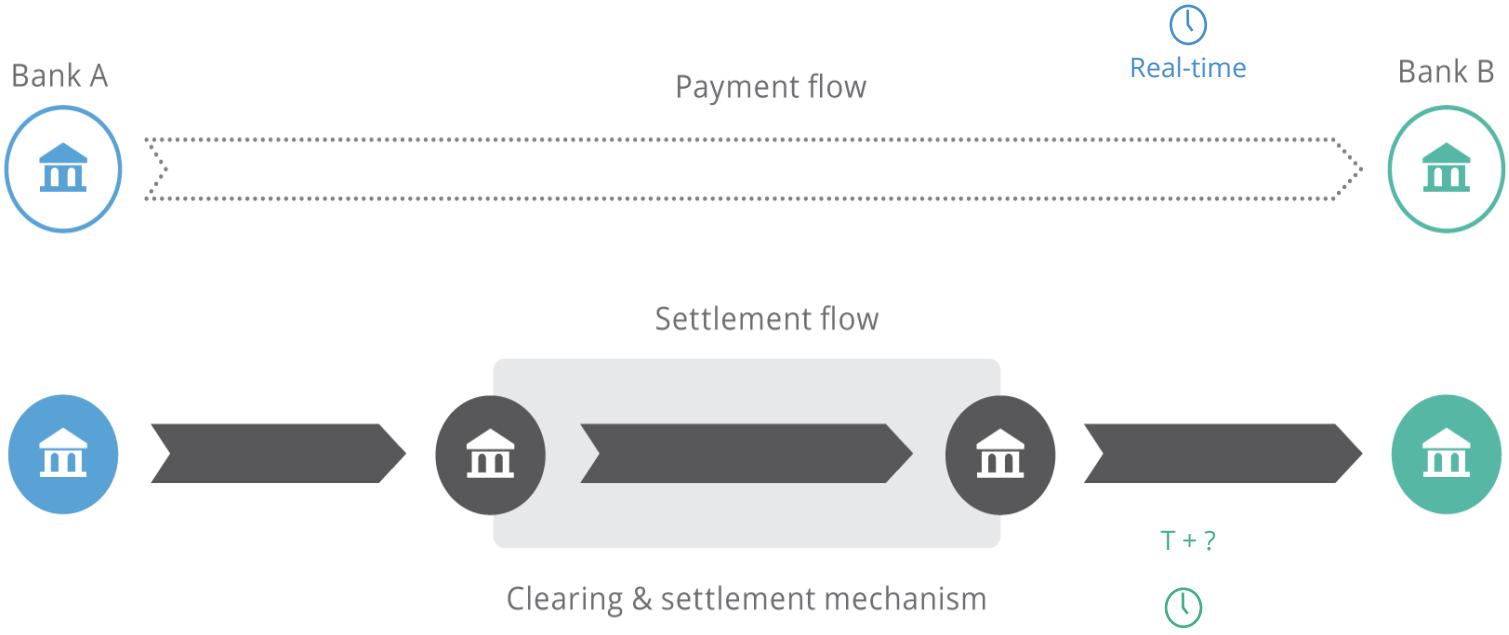 Real-time
Bank A
Payment flow
Bank B
Settlement flow
T + ?
Clearing & settlement mechanism